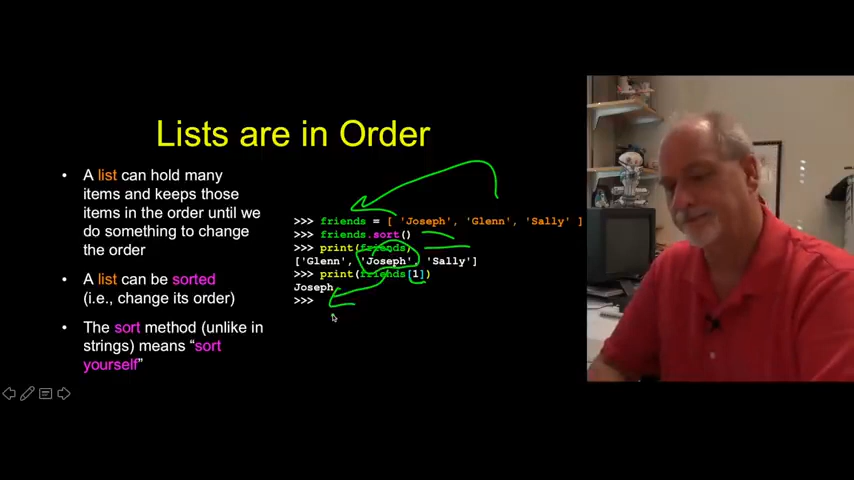 Lists are in Order
• A list can hold many
items and keeps those
items in the order until we
do something to change
the order
• A list can be sorted
(i.e., change its order)
• The sort method (unlike in
strings) means “sort
yourself”
>>> friends = [ 'Joseph', 'Glenn', 'Sally' ]
>>> friends.sort()
>>> print(friends)
['Glenn', 'Joseph', 'Sally']
>>> print(friends[1])
Joseph
>>>